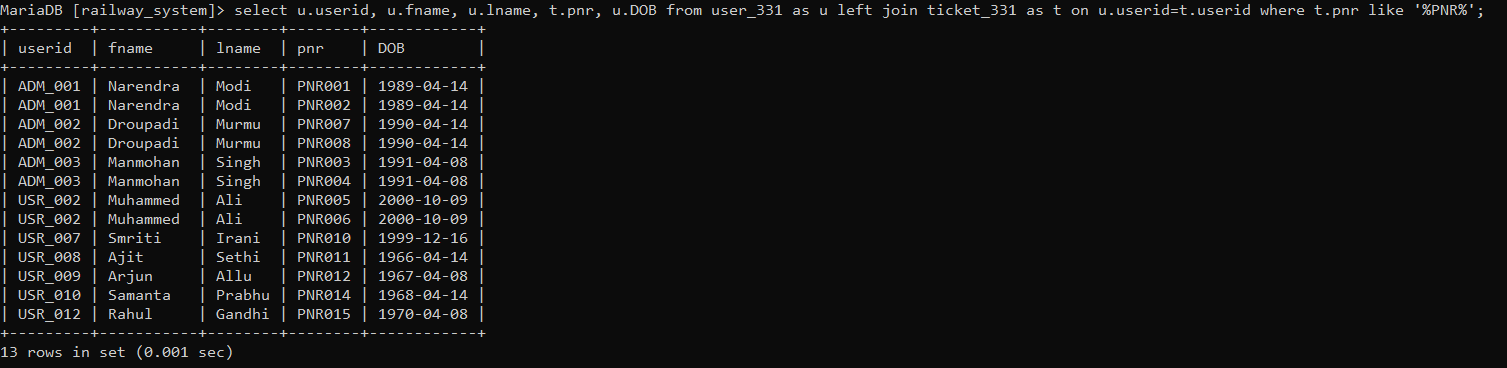 MariaDB [railway_system]> select u.userid, u.fname, u.lname, t.pnr, u.DOB from user_331 as u left join ticket_331 as t on u.userid=t.userid where t.pnr like '%PNR%';
+---------+-----------+--------+--------+------------+
| userid  | fname     | lname  | pnr    | DOB        |
+---------+-----------+--------+--------+------------+
| ADM_001 | Narendra  | Modi   | PNR001 | 1989-04-14 |
| ADM_001 | Narendra  | Modi   | PNR002 | 1989-04-14 |
| ADM_002 | Droupadi  | Murmu  | PNR007 | 1990-04-14 |
| ADM_002 | Droupadi  | Murmu  | PNR008 | 1990-04-14 |
| ADM_003 | Manmohan  | Singh  | PNR003 | 1991-04-08 |
| ADM_003 | Manmohan  | Singh  | PNR004 | 1991-04-08 |
| USR_002 | Muhammed  | Ali    | PNR005 | 2000-10-09 |
| USR_002 | Muhammed  | Ali    | PNR006 | 2000-10-09 |
| USR_007 | Smriti    | Irani  | PNR010 | 1999-12-16 |
| USR_008 | Ajit      | Sethi  | PNR011 | 1966-04-14 |
| USR_009 | Arjun     | Allu   | PNR012 | 1967-04-08 |
| USR_010 | Samanta   | Prabhu | PNR014 | 1968-04-14 |
| USR_012 | Rahul     | Gandhi | PNR015 | 1970-04-08 |
+---------+-----------+--------+--------+------------+
13 rows in set (0.001 sec)